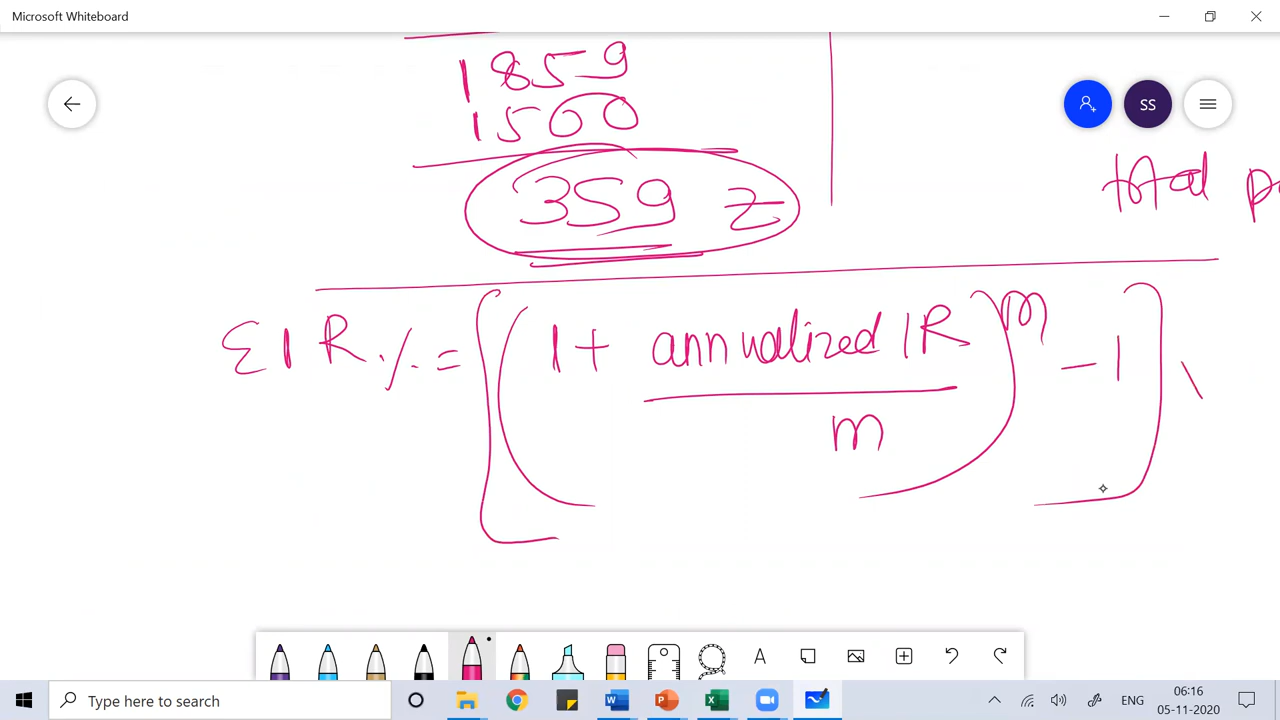 Microsoft Whiteboard
1859
1500
359 z
SS
total p
EIR % = [(1 + annualized IR / m)^m - 1] \
A
Type here to search
ENG
06:16
05-11-2020